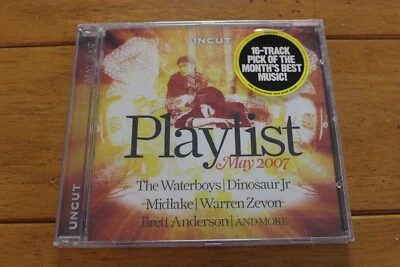 UNCUT
16-TRACK
PICK OF THE
MONTH'S BEST
MUSIC!
Playlist
May 2007
The Waterboys | Dinosaur Jr
Midlake | Warren Zevon
Brett Anderson | AND MORE
UNCUT